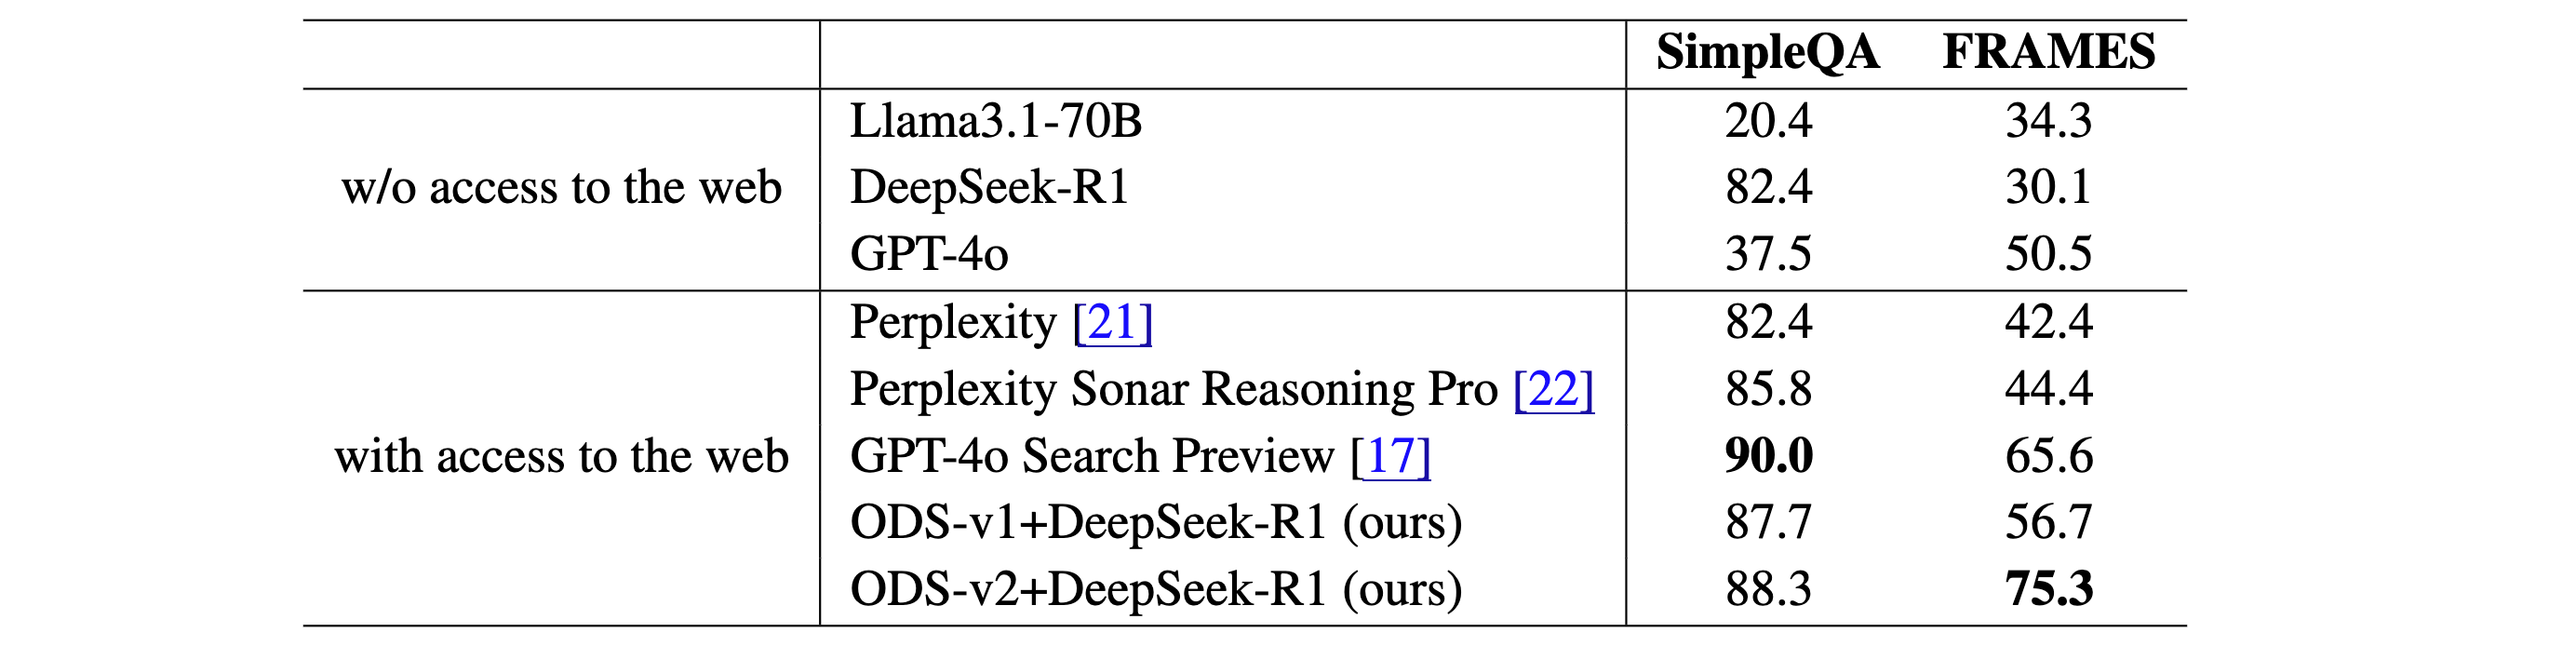 SimpleQA FRAMES
Llama3.1-70B 20.4 34.3
w/o access to the web DeepSeek-R1 82.4 30.1
GPT-4o 37.5 50.5
Perplexity [21] 82.4 42.4
Perplexity Sonar Reasoning Pro [22] 85.8 44.4
with access to the web GPT-4o Search Preview [17] 90.0 65.6
ODS-v1+DeepSeek-R1 (ours) 87.7 56.7
ODS-v2+DeepSeek-R1 (ours) 88.3 75.3